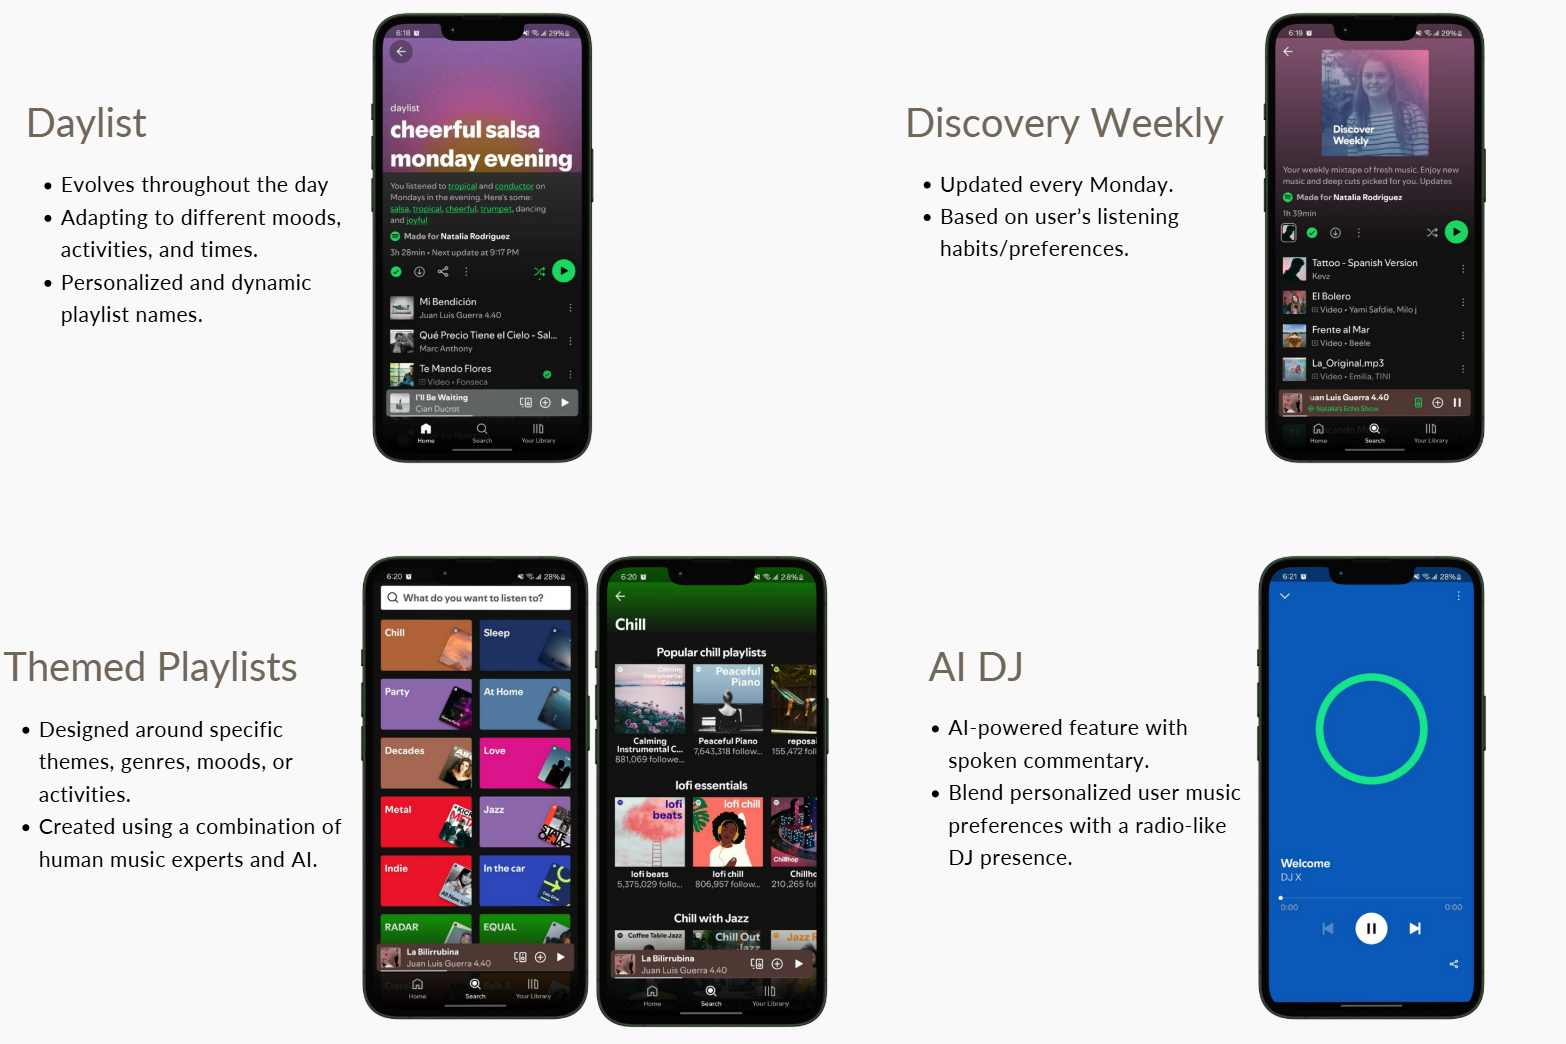 Daylist
• Evolves throughout the day
• Adapting to different moods,
activities, and times.
• Personalized and dynamic
playlist names.
6:18
29%
daylist
cheerful salsa
monday evening
You listened to tropical and conductor on
Mondays in the evening. Here's some:
salsa, tropical, cheerful, trumpet, dancing
and joyful
Made for Natalia Rodriguez
3h 28min • Next update at 9:17 PM
Mi Bendición
Juan Luis Guerra 4.40
Qué Precio Tiene el Cielo - Sal...
Marc Anthony
Te Mando Flores
Video • Fonseca
I'll Be Waiting
Cian Ducrot
Home
Search
Your Library
Discovery Weekly
• Updated every Monday.
• Based on user’s listening
habits/preferences.
6:19
29%
Discover
Weekly
Your weekly mixtape of fresh music. Enjoy new
music and deep cuts picked for you. Updates
Made for Natalia Rodriguez
1h 39min
Tattoo - Spanish Version
Kevz
El Bolero
Video • Yami Safdie, Milo j
Frente al Mar
Video • Beéle
La_Original.mp3
Video • Emilia, TINI
uan Luis Guerra 4.40
Natalia's Echo Show
Home
Search
Your Library
Themed Playlists
• Designed around specific
themes, genres, moods, or
activities.
• Created using a combination of
human music experts and AI.
6:20
28%
What do you want to listen to?
Chill
Sleep
Party
At Home
Decades
Love
Metal
Jazz
Indie
All New Indie
In the car
RADAR
EQUAL
La Bilirrubina
Juan Luis Guerra 4.40
Home
Search
Your Library
6:20
28%
Chill
Popular chill playlists
Calming
Instrumental
Covers
Peaceful
Piano
Calming
Instrumental C...
881,069 followe...
Peaceful Piano
7,643,318 follow...
reposa
155,472 fol
lofi essentials
lofi
beats
lofi chill
Chillhop
lofi beats
5,375,029 follo...
lofi chill
806,957 follow...
Chillhc
210,265 fol
Chill with Jazz
Coffee Table Jazz
Chill Out
Jazz
Jazz F
La Bilirrubina
Juan Luis Guerra 4.40
Home
Search
Your Library
AI DJ
• AI-powered feature with
spoken commentary.
• Blend personalized user music
preferences with a radio-like
DJ presence.
6:21
28%
Welcome
DJ X
0:00
0:00